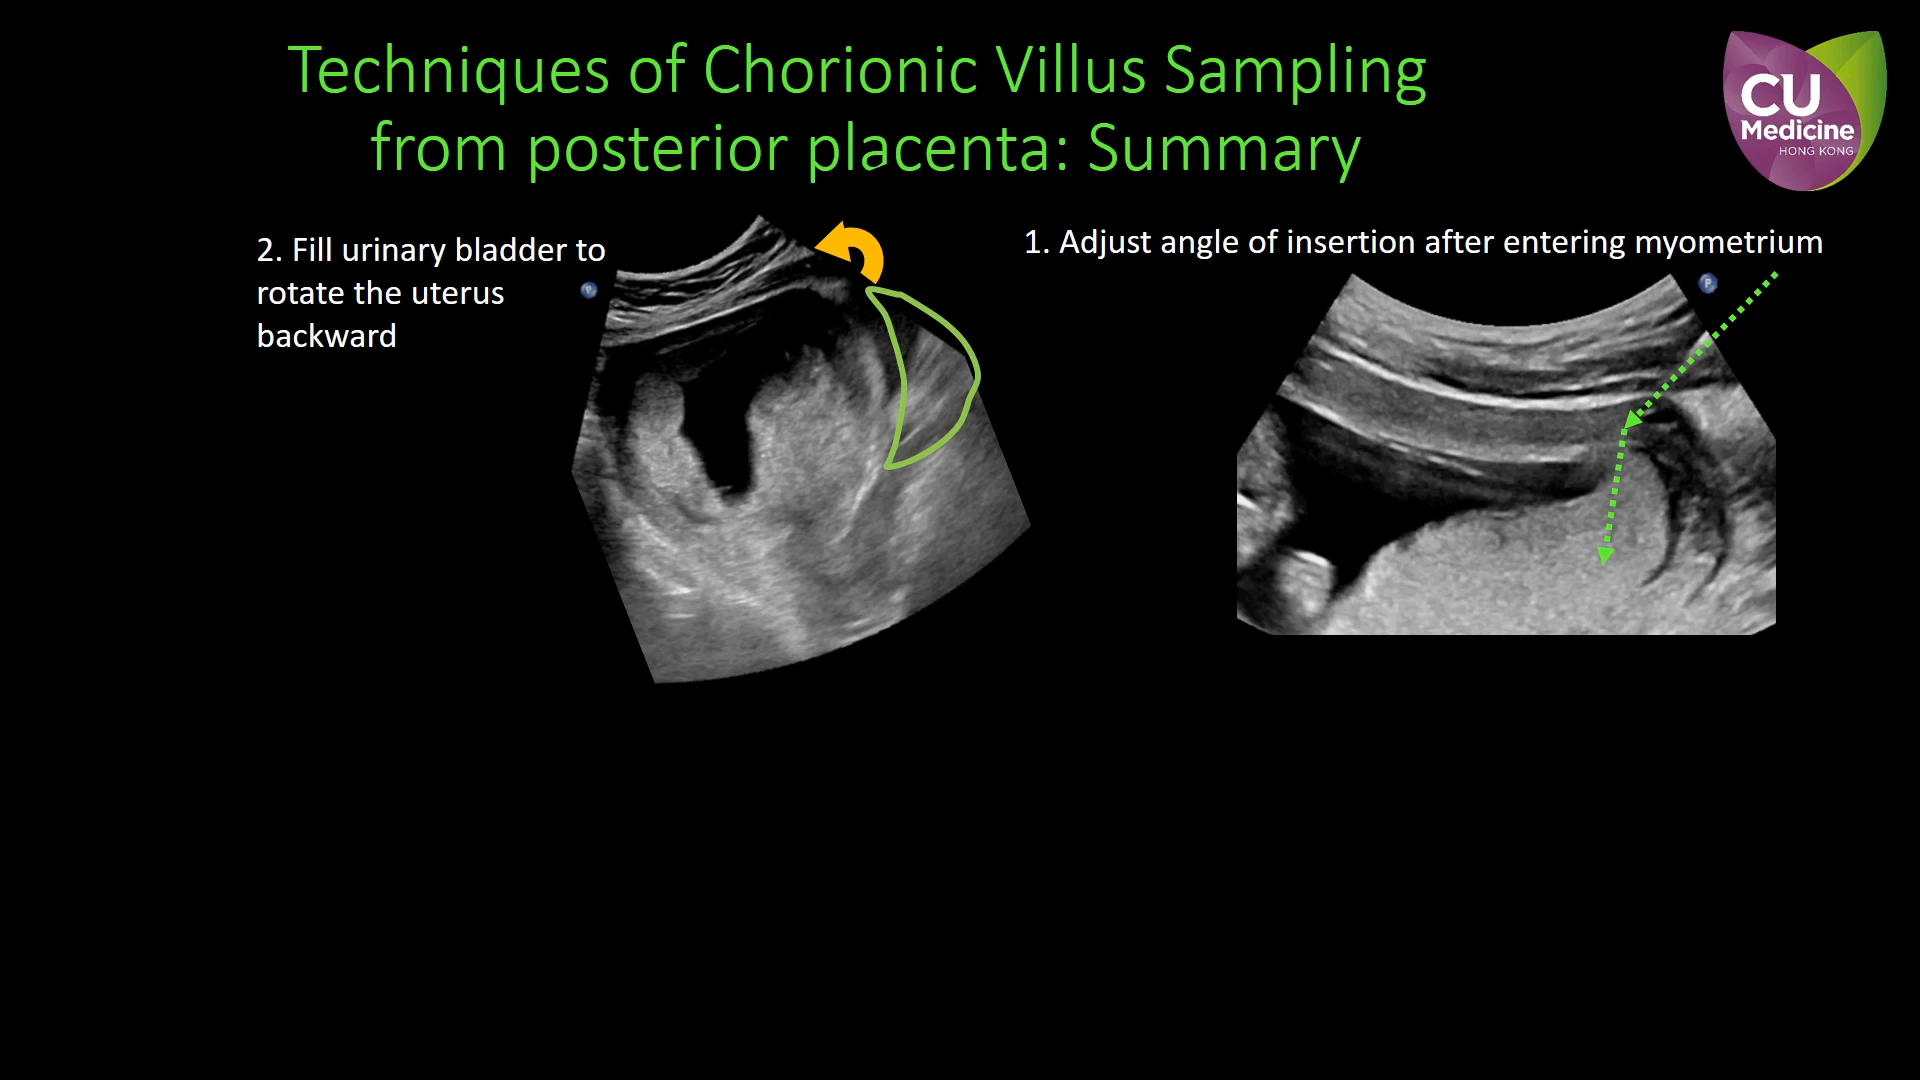 Techniques of Chorionic Villus Sampling
from posterior placenta: Summary
CU
Medicine
HONG KONG
2. Fill urinary bladder to
rotate the uterus
backward
1. Adjust angle of insertion after entering myometrium
P
P